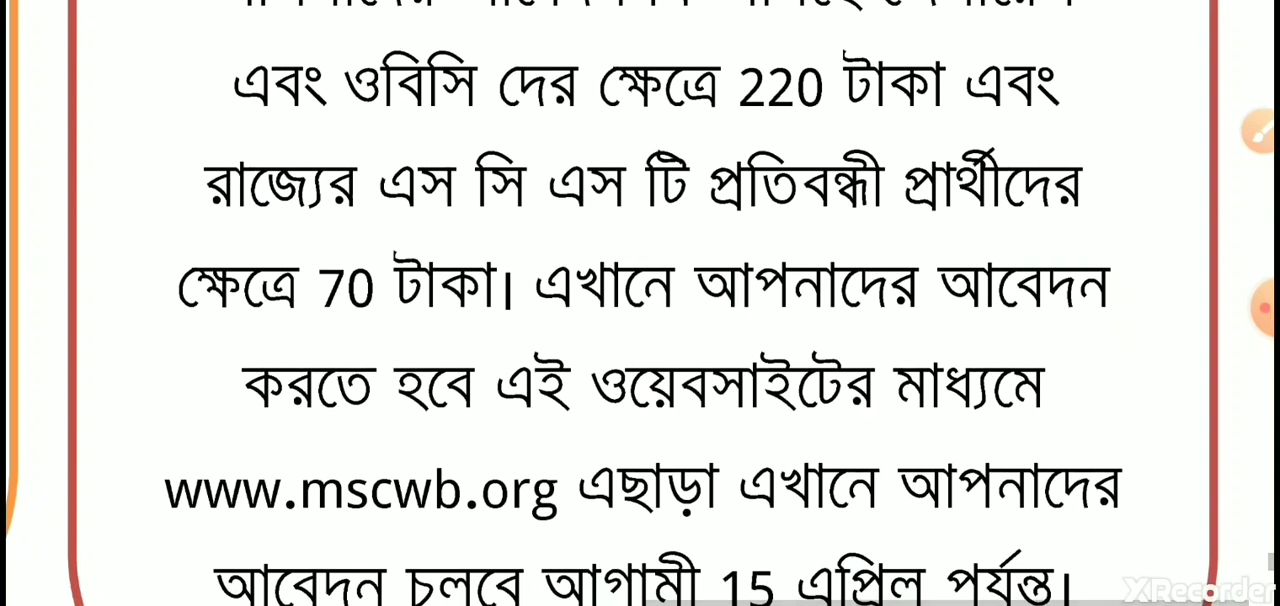 এবং ওবিসি দের ক্ষেত্রে 220 টাকা এবং
রাজ্যের এস সি এস টি প্রতিবন্ধী প্রার্থীদের
ক্ষেত্রে 70 টাকা। এখানে আপনাদের আবেদন
করতে হবে এই ওয়েবসাইটের মাধ্যমে
www.mscwb.org এছাড়া এখানে আপনাদের
আবেদন চলবে আগামী 15 এপ্রিল পর্যন্ত।
XRecorder